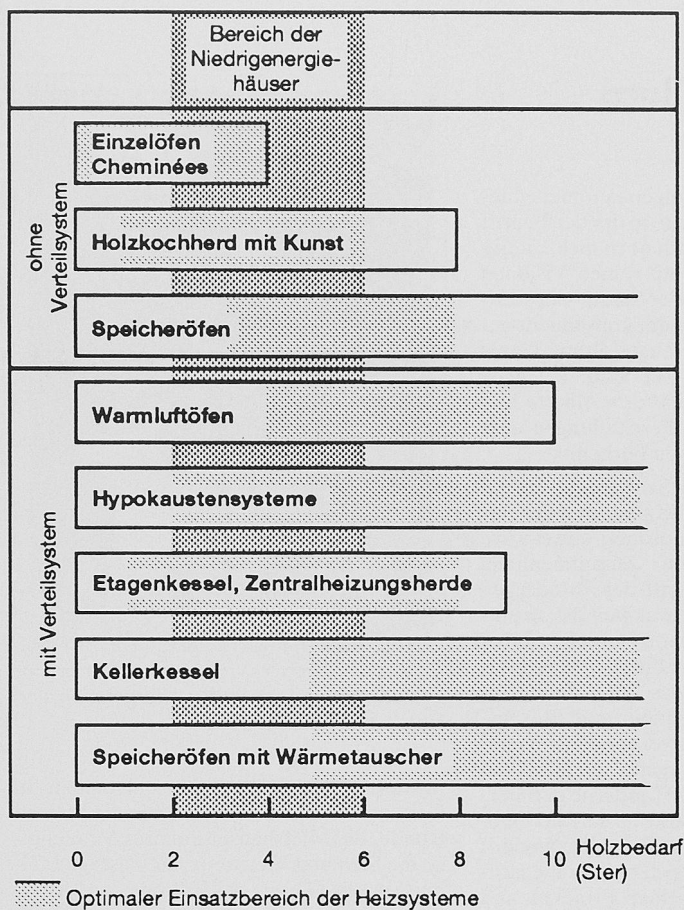 Bereich der
Niedrigenergie-
häuser
ohne
Verteilsystem
Einzelöfen
Cheminées
Holzkochherd mit Kunst
Speicheröfen
mit Verteilsystem
Warmluftöfen
Hypokaustensysteme
Etagenkessel, Zentralheizungsherde
Kellerkessel
Speicheröfen mit Wärmetauscher
0 2 4 6 8 10 Holzbedarf
(Ster)
Optimaler Einsatzbereich der Heizsysteme